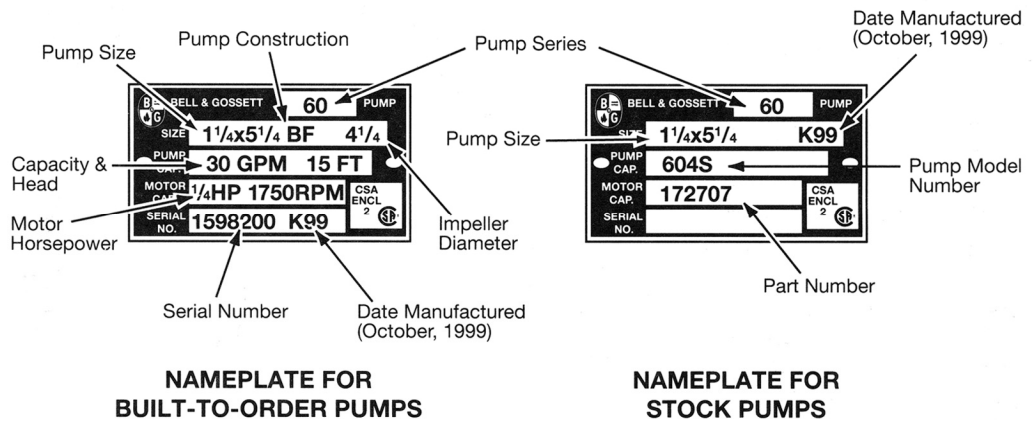 Date Manufactured
(October, 1999)
Pump Construction
Pump Series
Pump Size
B
G
BELL & GOSSETT 60 PUMP
SIZE 1¹/₄x5¹/₄ BF 4¹/₄
PUMP CAP. 30 GPM 15 FT
MOTOR CAP. ¹/₄HP 1750RPM
SERIAL NO. 1598200 K99
CSA
ENCL
2
SA
Capacity &
Head
Motor
Horsepower
Impeller
Diameter
Serial Number
Date Manufactured
(October, 1999)
B
G
BELL & GOSSETT 60 PUMP
Pump Size
SIZE 1¹/₄x5¹/₄ K99
PUMP CAP. 604S
MOTOR CAP. 172707
SERIAL NO.
CSA
ENCL
2
SA
Pump Model
Number
Part Number
NAMEPLATE FOR
BUILT-TO-ORDER PUMPS
NAMEPLATE FOR
STOCK PUMPS